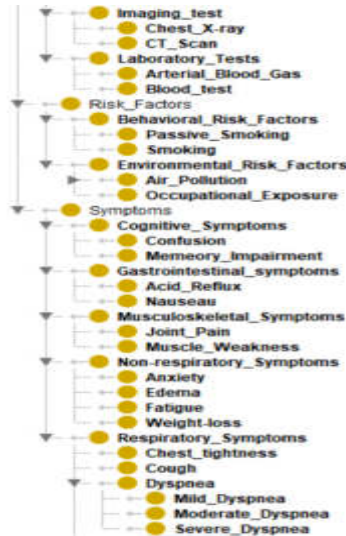 Imaging_test
Chest_X-ray
CT_Scan
Laboratory_Tests
Arterial_Blood_Gas
Blood_test
Risk_Factors
Behavioral_Risk_Factors
Passive_Smoking
Smoking
Environmental_Risk_Factors
Air_Pollution
Occupational_Exposure
Symptoms
Cognitive_Symptoms
Confusion
Memeory_Impairment
Gastrointestinal_symptoms
Acid_Reflux
Nauseau
Musculoskeletal_Symptoms
Joint_Pain
Muscle_Weakness
Non-respiratory_Symptoms
Anxiety
Edema
Fatigue
Weight-loss
Respiratory_Symptoms
Chest_tightness
Cough
Dyspnea
Mild_Dyspnea
Moderate_Dyspnea
Severe_Dyspnea